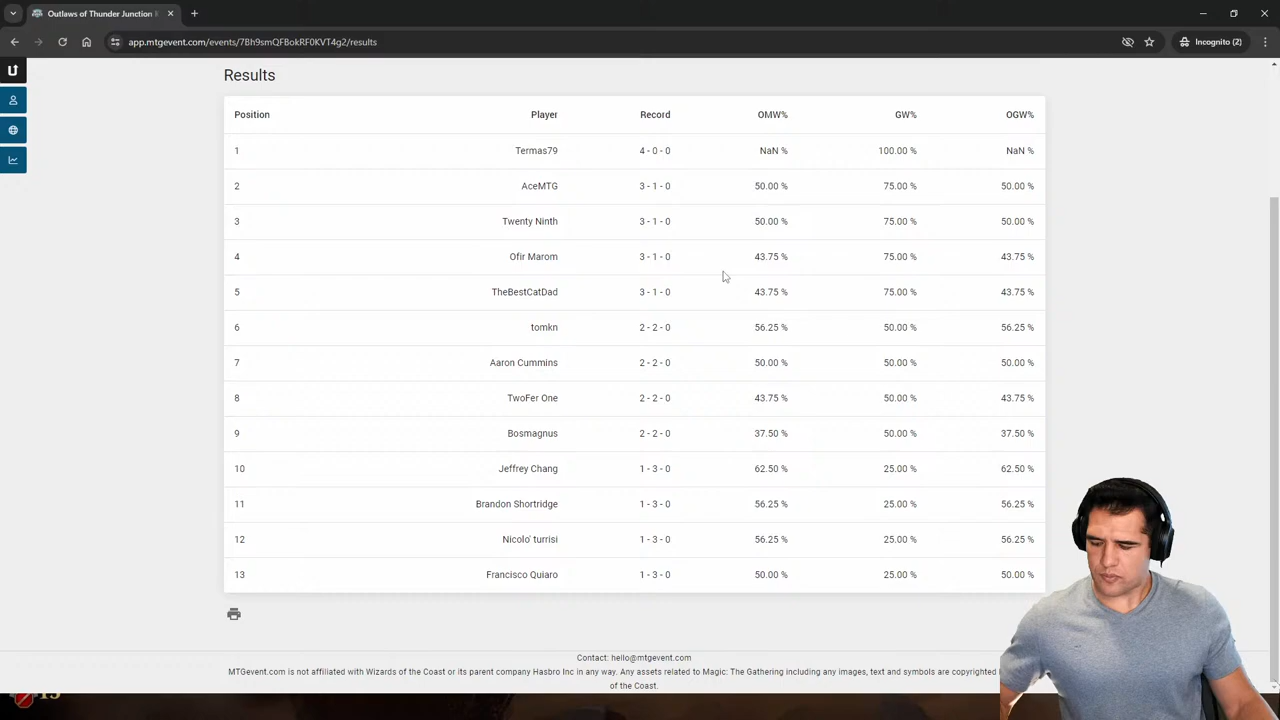 Outlaws of Thunder Junction
app.mtgevent.com/events/7Bh9smQFBokRF0KVT4g2/results
Incognito (2)
Results
Position Player Record OMW% GW% OGW%
1 Termas79 4 - 0 - 0 NaN % 100.00 % NaN %
2 AceMTG 3 - 1 - 0 50.00 % 75.00 % 50.00 %
3 Twenty Ninth 3 - 1 - 0 50.00 % 75.00 % 50.00 %
4 Ofir Marom 3 - 1 - 0 43.75 % 75.00 % 43.75 %
5 TheBestCatDad 3 - 1 - 0 43.75 % 75.00 % 43.75 %
6 tomkn 2 - 2 - 0 56.25 % 50.00 % 56.25 %
7 Aaron Cummins 2 - 2 - 0 50.00 % 50.00 % 50.00 %
8 TwoFer One 2 - 2 - 0 43.75 % 50.00 % 43.75 %
9 Bosmagnus 2 - 2 - 0 37.50 % 50.00 % 37.50 %
10 Jeffrey Chang 1 - 3 - 0 62.50 % 25.00 % 62.50 %
11 Brandon Shortridge 1 - 3 - 0 56.25 % 25.00 % 56.25 %
12 Nicolo' turrisi 1 - 3 - 0 56.25 % 25.00 % 56.25 %
13 Francisco Quiaro 1 - 3 - 0 50.00 % 25.00 % 50.00 %
Contact: hello@mtgevent.com
MTGevent.com is not affiliated with Wizards of the Coast or its parent company Hasbro Inc in any way. Any assets related to Magic: The Gathering including any images, text and symbols are copyrighted
of the Coast.